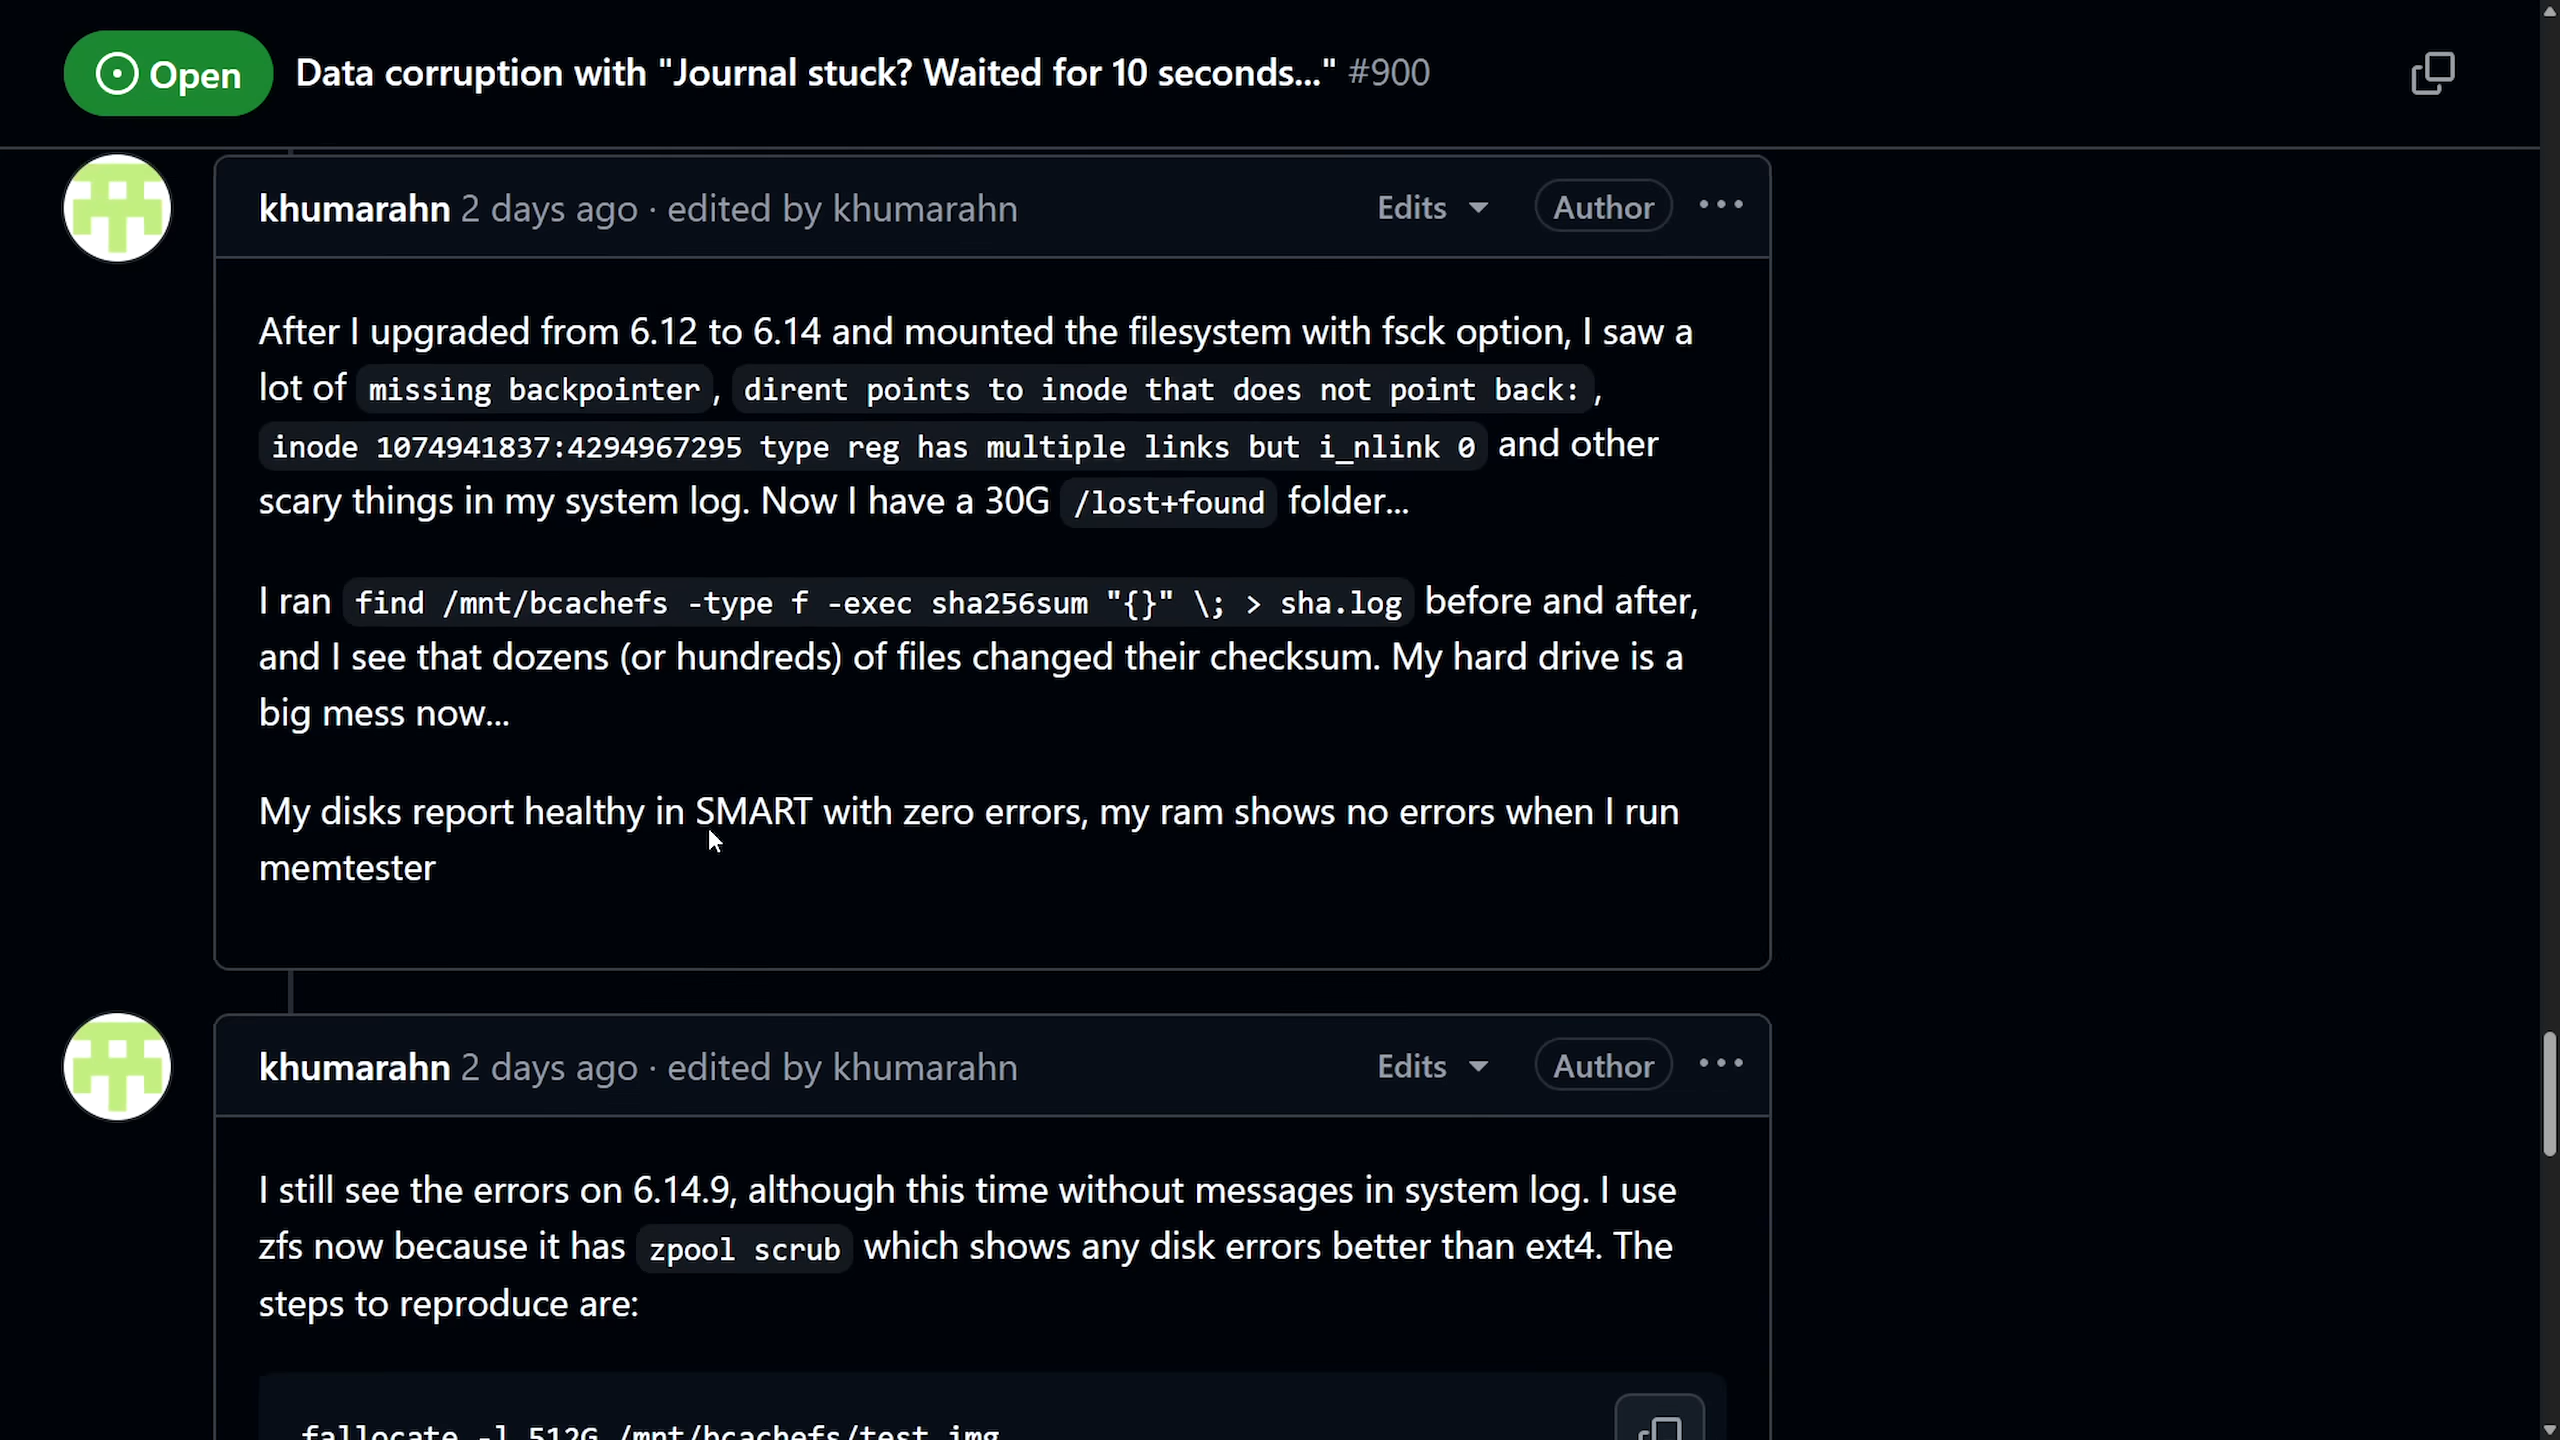 Open Data corruption with "Journal stuck? Waited for 10 seconds..." #900
khumarahn 2 days ago · edited by khumarahn Edits Author
After I upgraded from 6.12 to 6.14 and mounted the filesystem with fsck option, I saw a
lot of missing backpointer, dirent points to inode that does not point back:,
inode 1074941837:4294967295 type reg has multiple links but i_nlink 0 and other
scary things in my system log. Now I have a 30G /lost+found folder...
I ran find /mnt/bcachefs -type f -exec sha256sum "{}" \; > sha.log before and after,
and I see that dozens (or hundreds) of files changed their checksum. My hard drive is a
big mess now...
My disks report healthy in SMART with zero errors, my ram shows no errors when I run
memtester
khumarahn 2 days ago · edited by khumarahn Edits Author
I still see the errors on 6.14.9, although this time without messages in system log. I use
zfs now because it has zpool scrub which shows any disk errors better than ext4. The
steps to reproduce are:
fallocate -l 512G /mnt/bcachefs/test.img